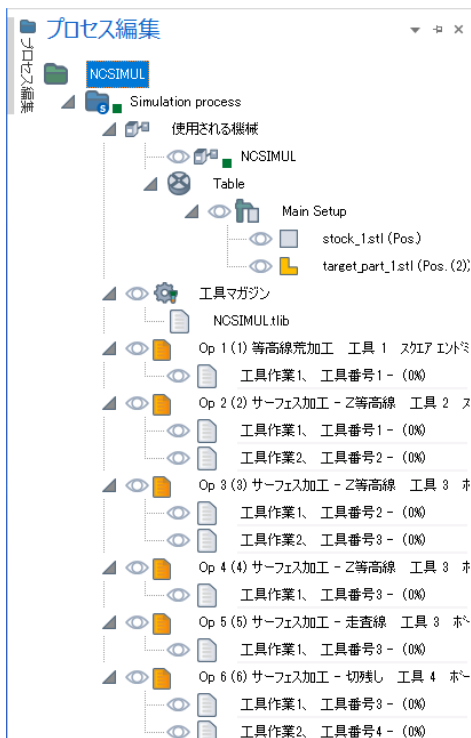 プロセス編集
プロセス編集
NCSIMUL
Simulation process
使用される機械
NCSIMUL
Table
Main Setup
stock_1.stl (Pos.)
target_part_1.stl (Pos. (2))
工具マガジン
NCSIMUL.tlib
Op 1 (1) 等高線荒加工 工具 1 スクエア エンドミ
工具作業1、 工具番号1 - (0%)
Op 2 (2) サーフェス加工 - Z等高線 工具 2 ス
工具作業1、 工具番号1 - (0%)
工具作業2、 工具番号2 - (0%)
Op 3 (3) サーフェス加工 - Z等高線 工具 3 ボ
工具作業1、 工具番号2 - (0%)
工具作業2、 工具番号3 - (0%)
Op 4 (4) サーフェス加工 - Z等高線 工具 3 ボ
工具作業1、 工具番号3 - (0%)
Op 5 (5) サーフェス加工 - 走査線 工具 3 ボー
工具作業1、 工具番号3 - (0%)
Op 6 (6) サーフェス加工 - 切残し 工具 4 ボー
工具作業1、 工具番号3 - (0%)
工具作業2、 工具番号4 - (0%)